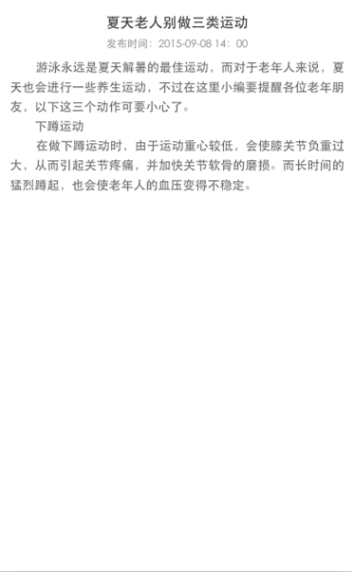 夏天老人别做三类运动
发布时间：2015-09-08 14：00
游泳永远是夏天解暑的最佳运动，而对于老年人来说，夏
天也会进行一些养生运动，不过在这里小编要提醒各位老年朋
友，以下这三个动作可要小心了。
下蹲运动
在做下蹲运动时，由于运动重心较低，会使膝关节负重过
大，从而引起关节疼痛，并加快关节软骨的磨损。而长时间的
猛烈蹲起，也会使老年人的血压变得不稳定。